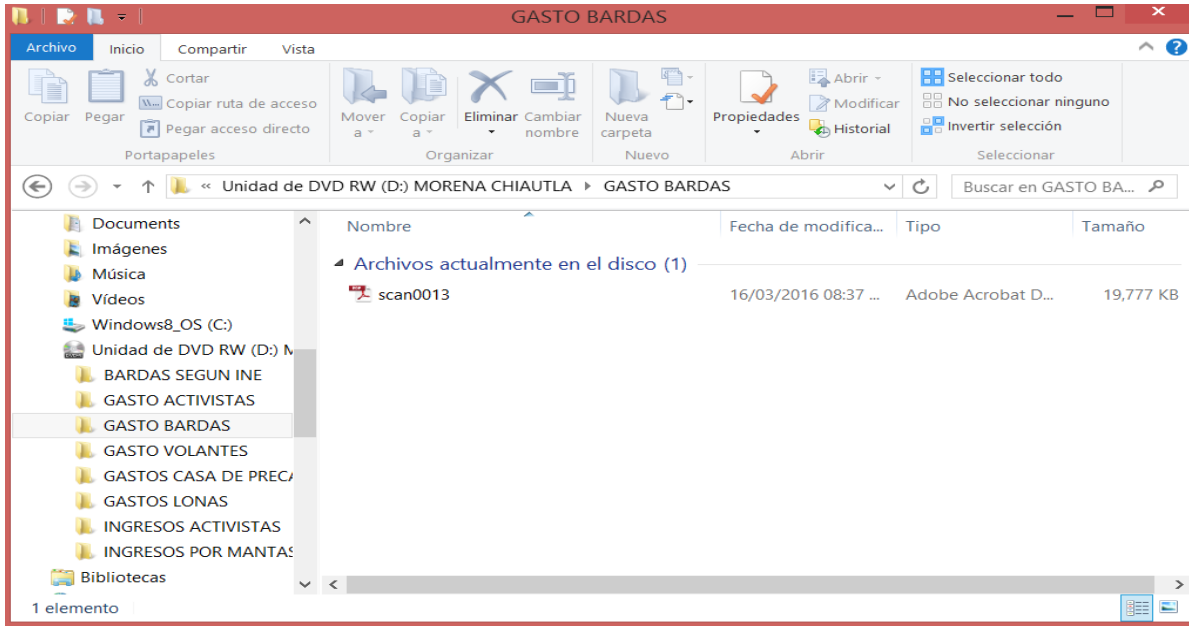 GASTO BARDAS
Archivo Inicio Compartir Vista
Copiar Pegar Cortar
Copiar ruta de acceso
Pegar acceso directo
Portapapeles
Mover a Copiar a Eliminar Cambiar nombre
Organizar
Nueva carpeta
Nuevo
Propiedades Abrir
Modificar
Historial
Abrir
Seleccionar todo
No seleccionar ninguno
Invertir selección
Seleccionar
« Unidad de DVD RW (D:) MORENA CHIAUTLA GASTO BARDAS
Buscar en GASTO BA...
Documents
Imágenes
Música
Vídeos
Windows8_OS (C:)
Unidad de DVD RW (D:) M
BARDAS SEGUN INE
GASTO ACTIVISTAS
GASTO BARDAS
GASTO VOLANTES
GASTOS CASA DE PRECA
GASTOS LONAS
INGRESOS ACTIVISTAS
INGRESOS POR MANTAS
Bibliotecas
Nombre Fecha de modifica... Tipo Tamaño
Archivos actualmente en el disco (1)
scan0013 16/03/2016 08:37 ... Adobe Acrobat D... 19,777 KB
1 elemento